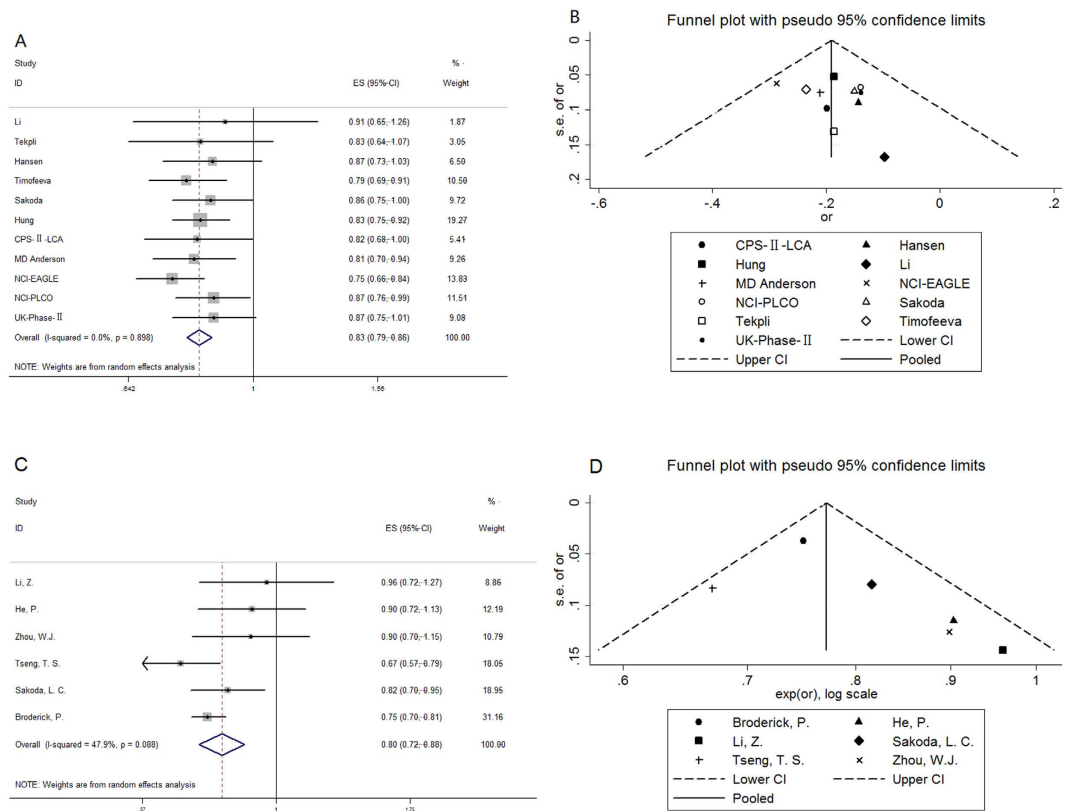 A
Study
%
ID
ES (95%-CI)
Weight
Li 0.91 (0.65, 1.26) 1.87
Tekpli 0.83 (0.64, 1.07) 3.05
Hansen 0.87 (0.73, 1.03) 6.50
Timofeeva 0.79 (0.69, 0.91) 10.50
Sakoda 0.86 (0.75, 1.00) 9.72
Hung 0.83 (0.75, 0.92) 19.27
CPS-Ⅱ-LCA 0.82 (0.68, 1.00) 5.41
MD Anderson 0.81 (0.70, 0.94) 9.26
NCI-EAGLE 0.75 (0.66, 0.84) 13.83
NCI-PLCO 0.87 (0.76, 0.99) 11.51
UK-Phase-Ⅱ 0.87 (0.75, 1.01) 9.08
Overall (I-squared = 0.0%, p = 0.898) 0.83 (0.79, 0.86) 100.00
NOTE: Weights are from random effects analysis
.642 1 1.56
B
Funnel plot with pseudo 95% confidence limits
0
.05
.1
.15
.2
s.e. of or
-.6 -.4 -.2 0 .2
or
CPS-Ⅱ-LCA Hansen
Hung Li
MD Anderson NCI-EAGLE
NCI-PLCO Sakoda
Tekpli Timofeeva
UK-Phase-Ⅱ Lower CI
Upper CI Pooled
C
Study
%
ID
ES (95%-CI)
Weight
Li, Z. 0.96 (0.72, 1.27) 8.86
He, P. 0.90 (0.72, 1.13) 12.19
Zhou, W.J. 0.90 (0.70, 1.15) 10.79
Tseng, T. S. 0.67 (0.57, 0.79) 18.05
Sakoda, L. C. 0.82 (0.70, 0.95) 18.95
Broderick, P. 0.75 (0.70, 0.81) 31.16
Overall (I-squared = 47.9%, p = 0.088) 0.80 (0.72, 0.88) 100.00
NOTE: Weights are from random effects analysis
1
D
Funnel plot with pseudo 95% confidence limits
0
.05
.1
.15
s.e. of or
.6 .7 .8 .9 1
exp(or), log scale
Broderick, P. He, P.
Li, Z. Sakoda, L. C.
Tseng, T. S. Zhou, W.J.
Lower CI Upper CI
Pooled